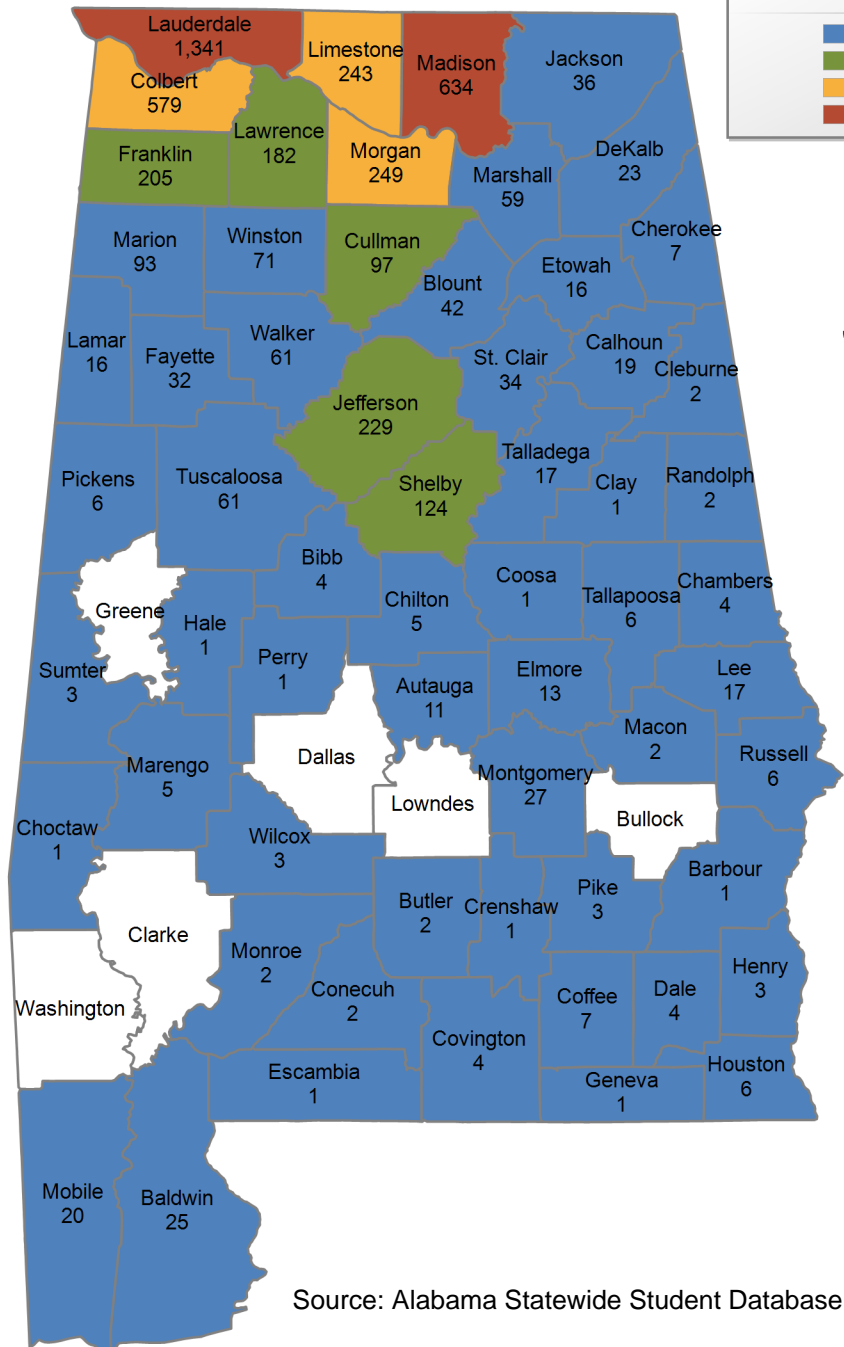 Lauderdale
1,341
Limestone
243
Madison
634
Jackson
36
Colbert
579
Lawrence
182
Franklin
205
Morgan
249
DeKalb
23
Marshall
59
Cherokee
7
Marion
93
Winston
71
Cullman
97
Blount
42
Etowah
16
Lamar
16
Fayette
32
Walker
61
St. Clair
34
Calhoun
19
Cleburne
2
Jefferson
229
Pickens
6
Tuscaloosa
61
Shelby
124
Talladega
17
Clay
1
Randolph
2
Bibb
4
Greene
Hale
1
Chilton
5
Coosa
1
Tallapoosa
6
Chambers
4
Sumter
3
Perry
1
Autauga
11
Elmore
13
Lee
17
Marengo
5
Dallas
Lowndes
Montgomery
27
Macon
2
Russell
6
Bullock
Choctaw
1
Wilcox
3
Clarke
Butler
2
Crenshaw
1
Pike
3
Barbour
1
Washington
Monroe
2
Conecuh
2
Covington
4
Coffee
7
Dale
4
Henry
3
Escambia
1
Geneva
1
Houston
6
Mobile
20
Baldwin
25
Source: Alabama Statewide Student Database